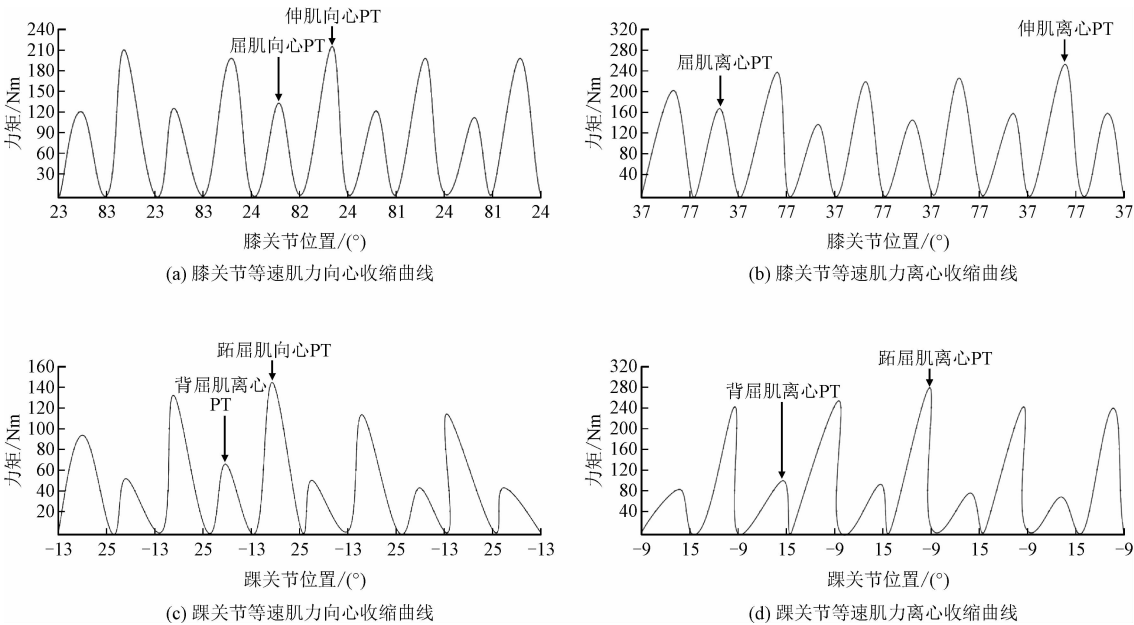 伸肌向心PT
屈肌向心PT
力矩/Nm
240
210
180
150
120
90
60
30
23 83 23 83 24 82 24 81 24 81 24
膝关节位置/(°)
(a) 膝关节等速肌力向心收缩曲线
伸肌离心PT
屈肌离心PT
力矩/Nm
320
280
240
200
160
120
80
40
37 77 37 77 37 77 37 77 37 77 37
膝关节位置/(°)
(b) 膝关节等速肌力离心收缩曲线
跖屈肌向心PT
背屈肌离心
PT
力矩/Nm
160
140
120
100
80
60
40
20
−13 25 −13 25 −13 25 −13 25 −13 25 −13
踝关节位置/(°)
(c) 踝关节等速肌力向心收缩曲线
跖屈肌离心PT
背屈肌离心PT
力矩/Nm
320
280
240
200
160
120
80
40
−9 15 −9 15 −9 15 −9 15 −9 15 −9
踝关节位置/(°)
(d) 踝关节等速肌力离心收缩曲线